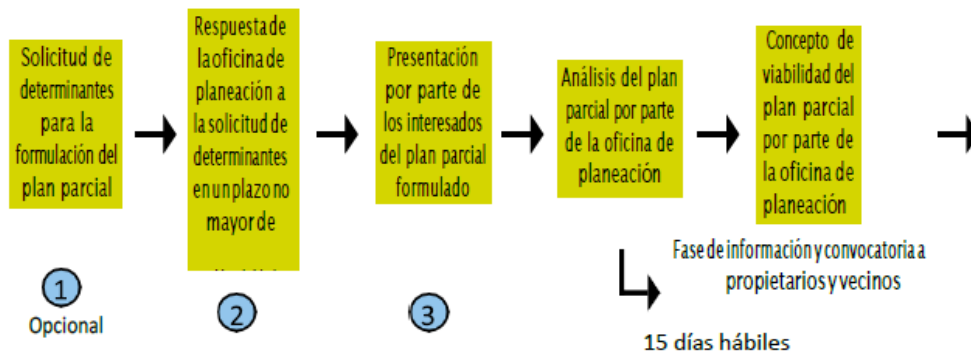 Solicitud de
determinantes
para la
formulación del
plan parcial
Respuesta de
la oficina de
planeación a
la solicitud de
determinantes
en un plazo no
mayor de
Presentación
por parte de
los interesados
del plan parcial
formulado
Análisis del plan
parcial por parte
de la oficina de
planeación
Concepto de
viabilidad del
plan parcial
por parte de
la oficina de
planeación
1
Opcional
2
3
Fase de información y convocatoria a
propietarios y vecinos
15 días hábiles